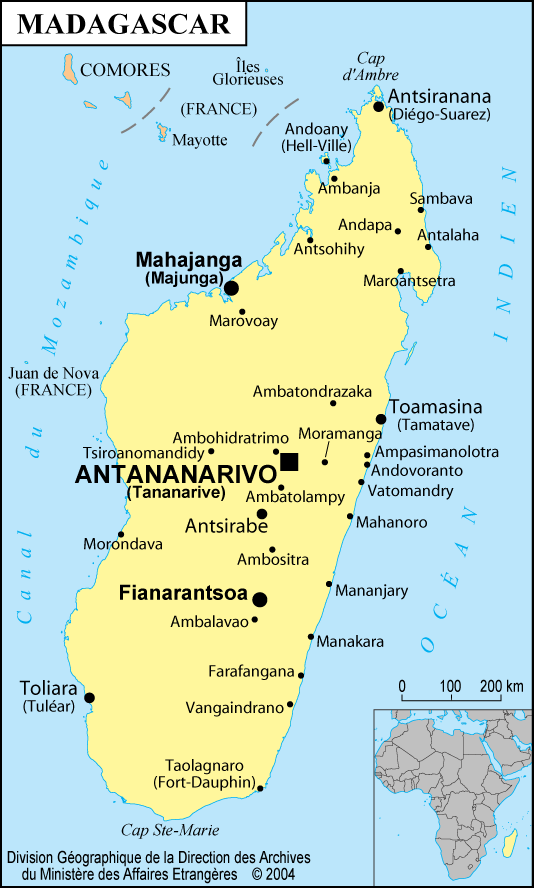 MADAGASCAR
Cap
d'Ambre
COMORES
Îles
Glorieuses
(FRANCE)
Mayotte
Antsiranana
(Diégo-Suarez)
Andoany
(Hell-Ville)
Ambanja
Sambava
Andapa
Antalaha
Antsohihy
Maroantsetra
Mahajanga
(Majunga)
Marovoay
Canal du Mozambique
OCÉAN INDIEN
Juan de Nova
(FRANCE)
Ambatondrazaka
Toamasina
(Tamatave)
Ambohidratrimo
Moramanga
Tsiroanomandidy
Ampasimanolotra
Andovoranto
ANTANANARIVO
(Tananarive)
Ambatolampy
Vatomandry
Antsirabe
Mahanoro
Morondava
Ambositra
Fianarantsoa
Mananjary
Ambalavao
Manakara
Farafangana
Toliara
(Tuléar)
Vangaindrano
0 100 200 km
Taolagnaro
(Fort-Dauphin)
Cap Ste-Marie
Division Géographique de la Direction des Archives
du Ministère des Affaires Etrangères © 2004